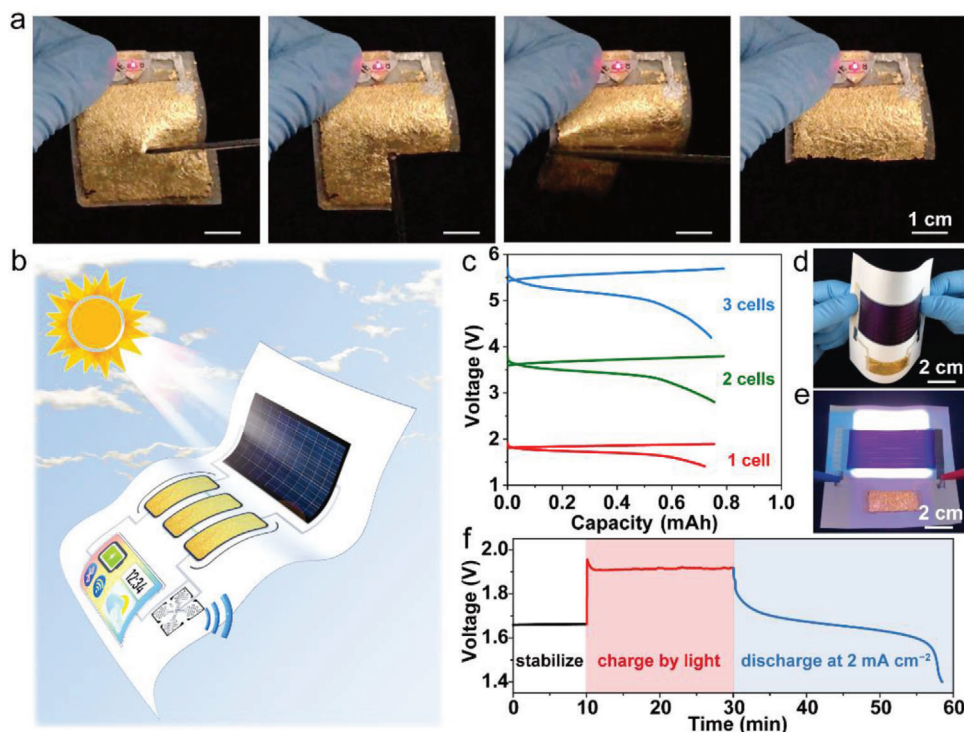 a
1 cm
b
12:34
c
Voltage (V)
6
5
4
3
2
1
3 cells
2 cells
1 cell
0.0 0.2 0.4 0.6 0.8 1.0
Capacity (mAh)
d
2 cm
e
2 cm
f
Voltage (V)
2.0
1.8
1.6
1.4
stabilize charge by light discharge at 2 mA cm⁻²
0 10 20 30 40 50 60
Time (min)